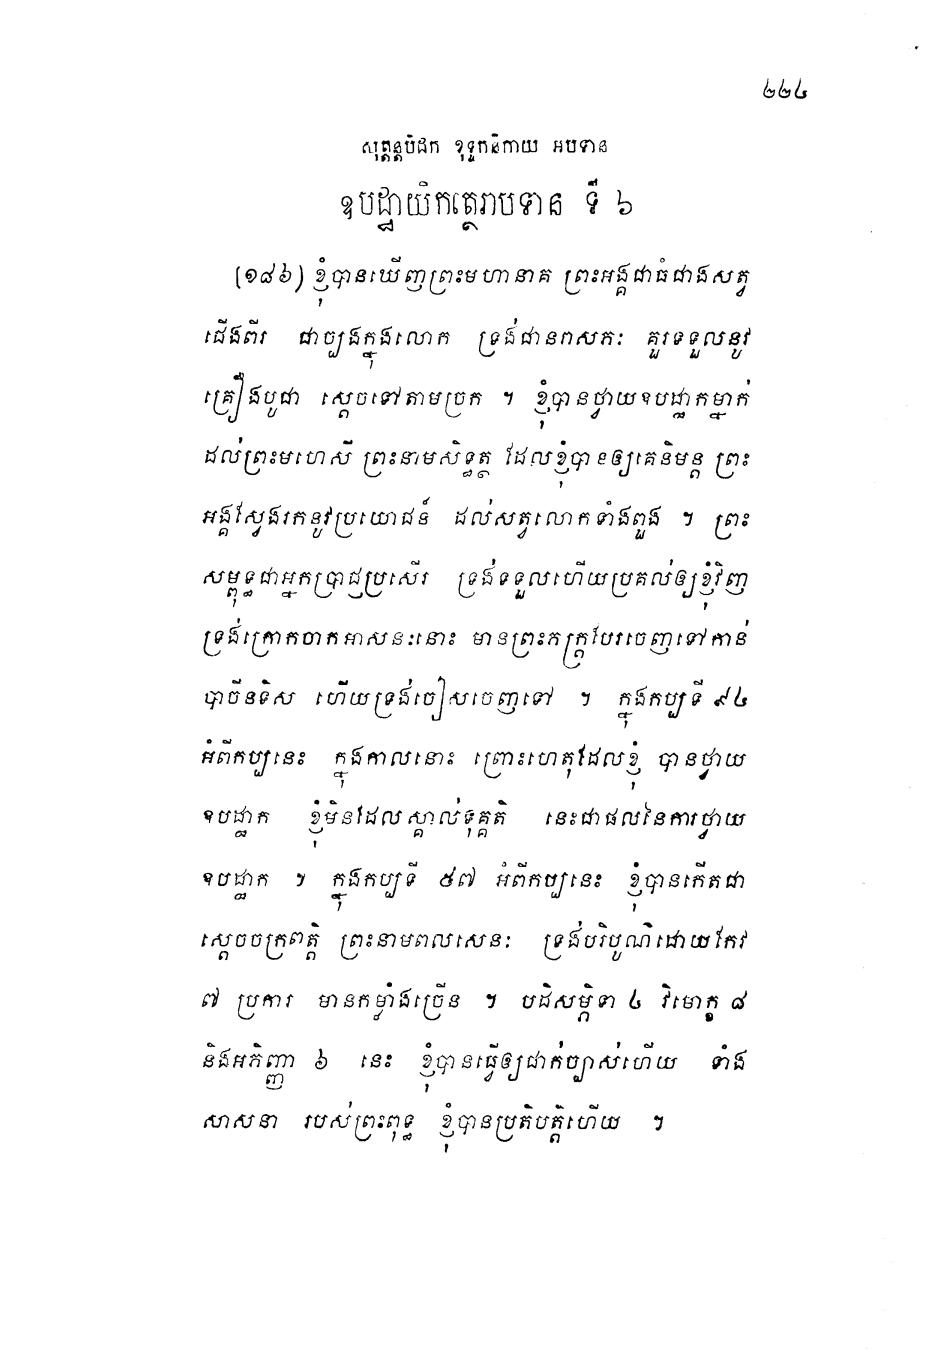 ២២៤
សុត្តន្តបិដក ខុទ្ទកនិកាយ អបទាន
ឧបដ្ឋាយិកត្ថេរាបទាន ទី ៦
(១៨៦) ខ្ញុំបានឃើញព្រះមហានាគ ព្រះអង្គជាធំជាងសត្វ
ជើងពីរ ជាច្បងក្នុងលោក ទ្រង់ជានរាសភៈ គួរទទួលនូវ
គ្រឿងបូជា ស្តេចទៅតាមច្រក ។ ខ្ញុំបានថ្វាយឧបដ្ឋាកម្នាក់
ដល់ព្រះមហេសី ព្រះនាមសិទ្ធត្ថ ដែលខ្ញុំបានឲ្យគេនិមន្ត ព្រះ
អង្គស្វែងរកនូវប្រយោជន៍ ដល់សត្វលោកទាំងពួង ។ ព្រះ
សម្ពុទ្ធជាអ្នកប្រាជ្ញប្រសើរ ទ្រង់ទទួលហើយប្រគល់ឲ្យខ្ញុំវិញ
ទ្រង់ក្រោកចាកអាសនៈនោះ មានព្រះភក្ត្របែរចេញទៅកាន់
បាចីនទិស ហើយទ្រង់ចៀសចេញទៅ ។ ក្នុងកប្បទី ៩៤
អំពីកប្បនេះ ក្នុងកាលនោះ ព្រោះហេតុដែលខ្ញុំ បានថ្វាយ
ឧបដ្ឋាក ខ្ញុំមិនដែលស្គាល់ទុគ្គតិ នេះជាផលនៃការថ្វាយ
ឧបដ្ឋាក ។ ក្នុងកប្បទី ៥៧ អំពីកប្បនេះ ខ្ញុំបានកើតជា
ស្តេចចក្រពត្តិ ព្រះនាមពលសេនៈ ទ្រង់បរិបូណ៌ដោយកែវ
៧ ប្រការ មានកម្លាំងច្រើន ។ បដិសម្ភិទា ៤ វិមោក្ខ ៨
និងអភិញ្ញា ៦ នេះ ខ្ញុំបានធ្វើឲ្យជាក់ច្បាស់ហើយ ទាំង
សាសនា របស់ព្រះពុទ្ធ ខ្ញុំបានប្រតិបត្តិហើយ ។